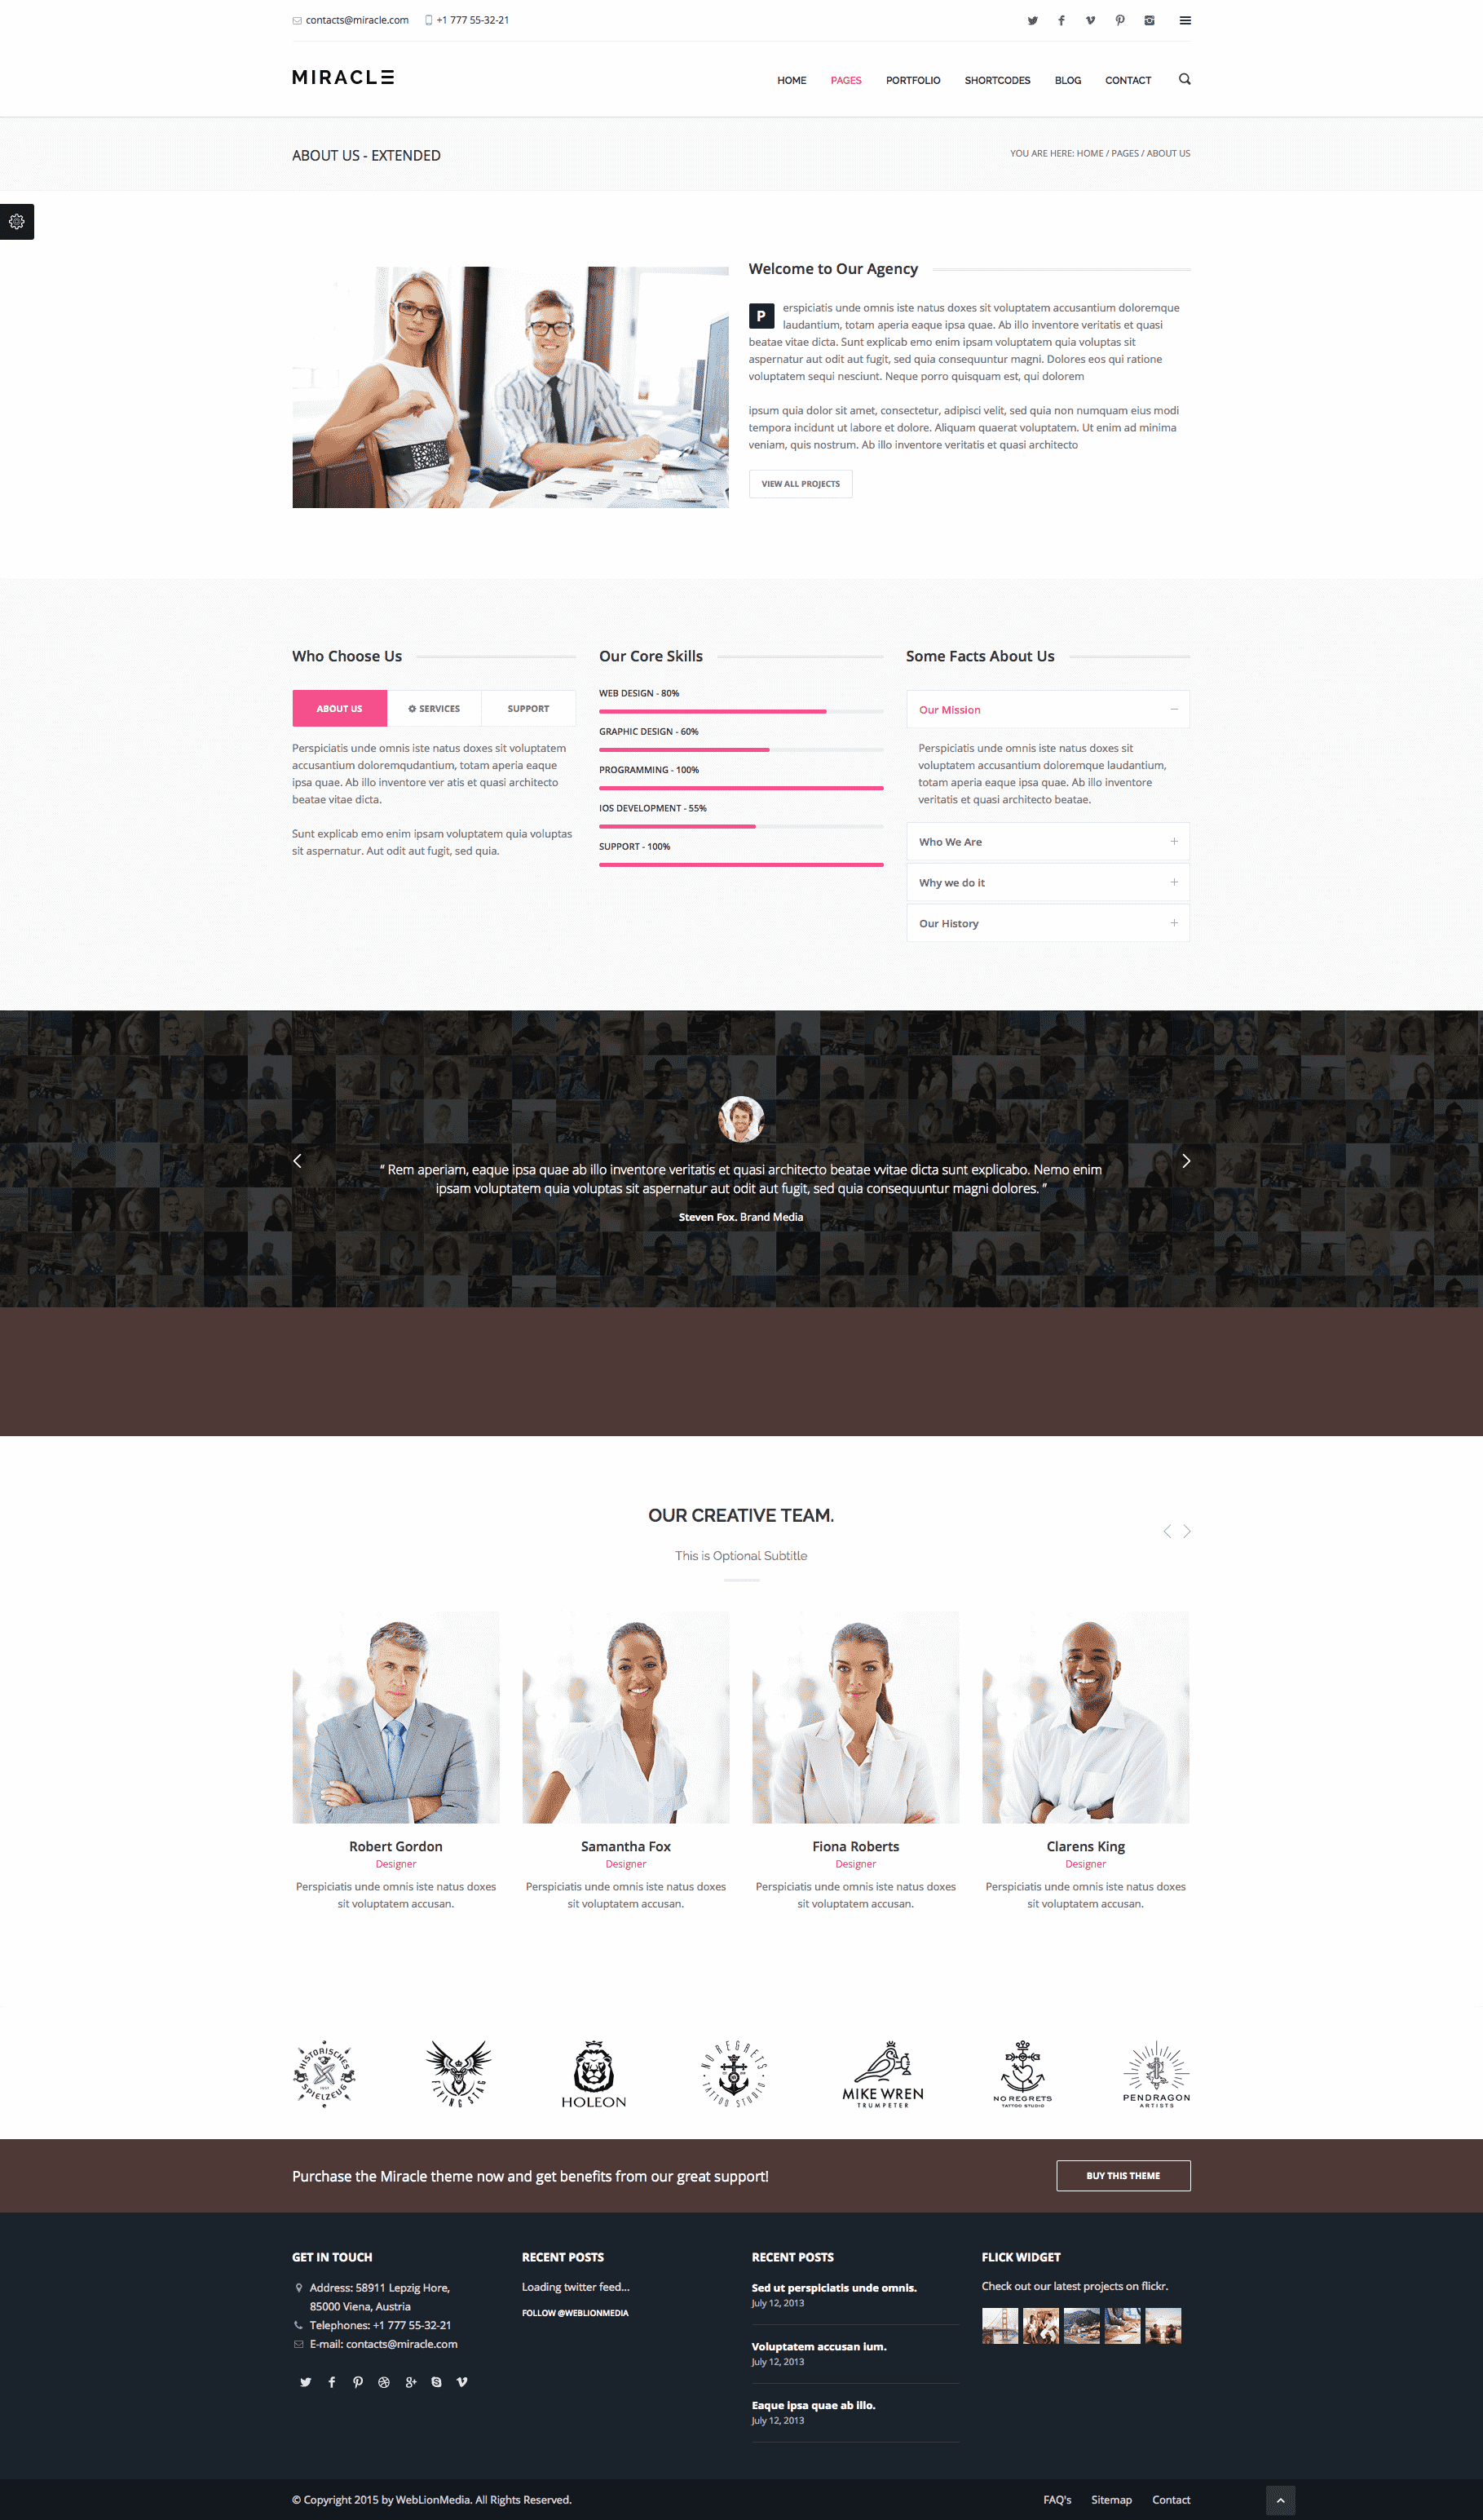 contacts@miracle.com +1 777 55-32-21
MIRACLE
HOME PAGES PORTFOLIO SHORTCODES BLOG CONTACT
ABOUT US - EXTENDED
YOU ARE HERE: HOME / PAGES / ABOUT US
Welcome to Our Agency
P erspiciatis unde omnis iste natus doxes sit voluptatem accusantium doloremque
laudantium, totam aperia eaque ipsa quae. Ab illo inventore veritatis et quasi
beatae vitae dicta. Sunt explicab emo enim ipsam voluptatem quia voluptas sit
aspernatur aut odit aut fugit, sed quia consequuntur magni. Dolores eos qui ratione
voluptatem sequi nesciunt. Neque porro quisquam est, qui dolorem
ipsum quia dolor sit amet, consectetur, adipisci velit, sed quia non numquam eius modi
tempora incidunt ut labore et dolore. Aliquam quaerat voluptatem. Ut enim ad minima
veniam, quis nostrum. Ab illo inventore veritatis et quasi architecto
VIEW ALL PROJECTS
Who Choose Us
ABOUT US SERVICES SUPPORT
Perspiciatis unde omnis iste natus doxes sit voluptatem
accusantium doloremqudantium, totam aperia eaque
ipsa quae. Ab illo inventore ver atis et quasi architecto
beatae vitae dicta.
Sunt explicab emo enim ipsam voluptatem quia voluptas
sit aspernatur. Aut odit aut fugit, sed quia.
Our Core Skills
WEB DESIGN - 80%
GRAPHIC DESIGN - 60%
PROGRAMMING - 100%
IOS DEVELOPMENT - 55%
SUPPORT - 100%
Some Facts About Us
Our Mission
Perspiciatis unde omnis iste natus doxes sit
voluptatem accusantium doloremque laudantium,
totam aperia eaque ipsa quae. Ab illo inventore
veritatis et quasi architecto beatae.
Who We Are
Why we do it
Our History
“ Rem aperiam, eaque ipsa quae ab illo inventore veritatis et quasi architecto beatae vvitae dicta sunt explicabo. Nemo enim
ipsam voluptatem quia voluptas sit aspernatur aut odit aut fugit, sed quia consequuntur magni dolores. ”
Steven Fox. Brand Media
OUR CREATIVE TEAM.
This is Optional Subtitle
Robert Gordon
Designer
Perspiciatis unde omnis iste natus doxes
sit voluptatem accusan.
Samantha Fox
Designer
Perspiciatis unde omnis iste natus doxes
sit voluptatem accusan.
Fiona Roberts
Designer
Perspiciatis unde omnis iste natus doxes
sit voluptatem accusan.
Clarens King
Designer
Perspiciatis unde omnis iste natus doxes
sit voluptatem accusan.
HISTORISCHES
SPIELZEUG
FLYING STAG
HOLEON
NO REGRETS
TATTOO STUDIO
MIKE WREN
TRUMPETER
NO REGRETS
TATTOO STUDIO
PENDRAGON
ARTISTS
Purchase the Miracle theme now and get benefits from our great support!
BUY THIS THEME
GET IN TOUCH
Address: 58911 Lepzig Hore,
85000 Viena, Austria
Telephones: +1 777 55-32-21
E-mail: contacts@miracle.com
RECENT POSTS
Loading twitter feed...
FOLLOW @WEBLIONMEDIA
RECENT POSTS
Sed ut perspiciatis unde omnis.
July 12, 2013
Voluptatem accusan ium.
July 12, 2013
Eaque ipsa quae ab illo.
July 12, 2013
FLICK WIDGET
Check out our latest projects on flickr.
© Copyright 2015 by WebLionMedia. All Rights Reserved.
FAQ's Sitemap Contact